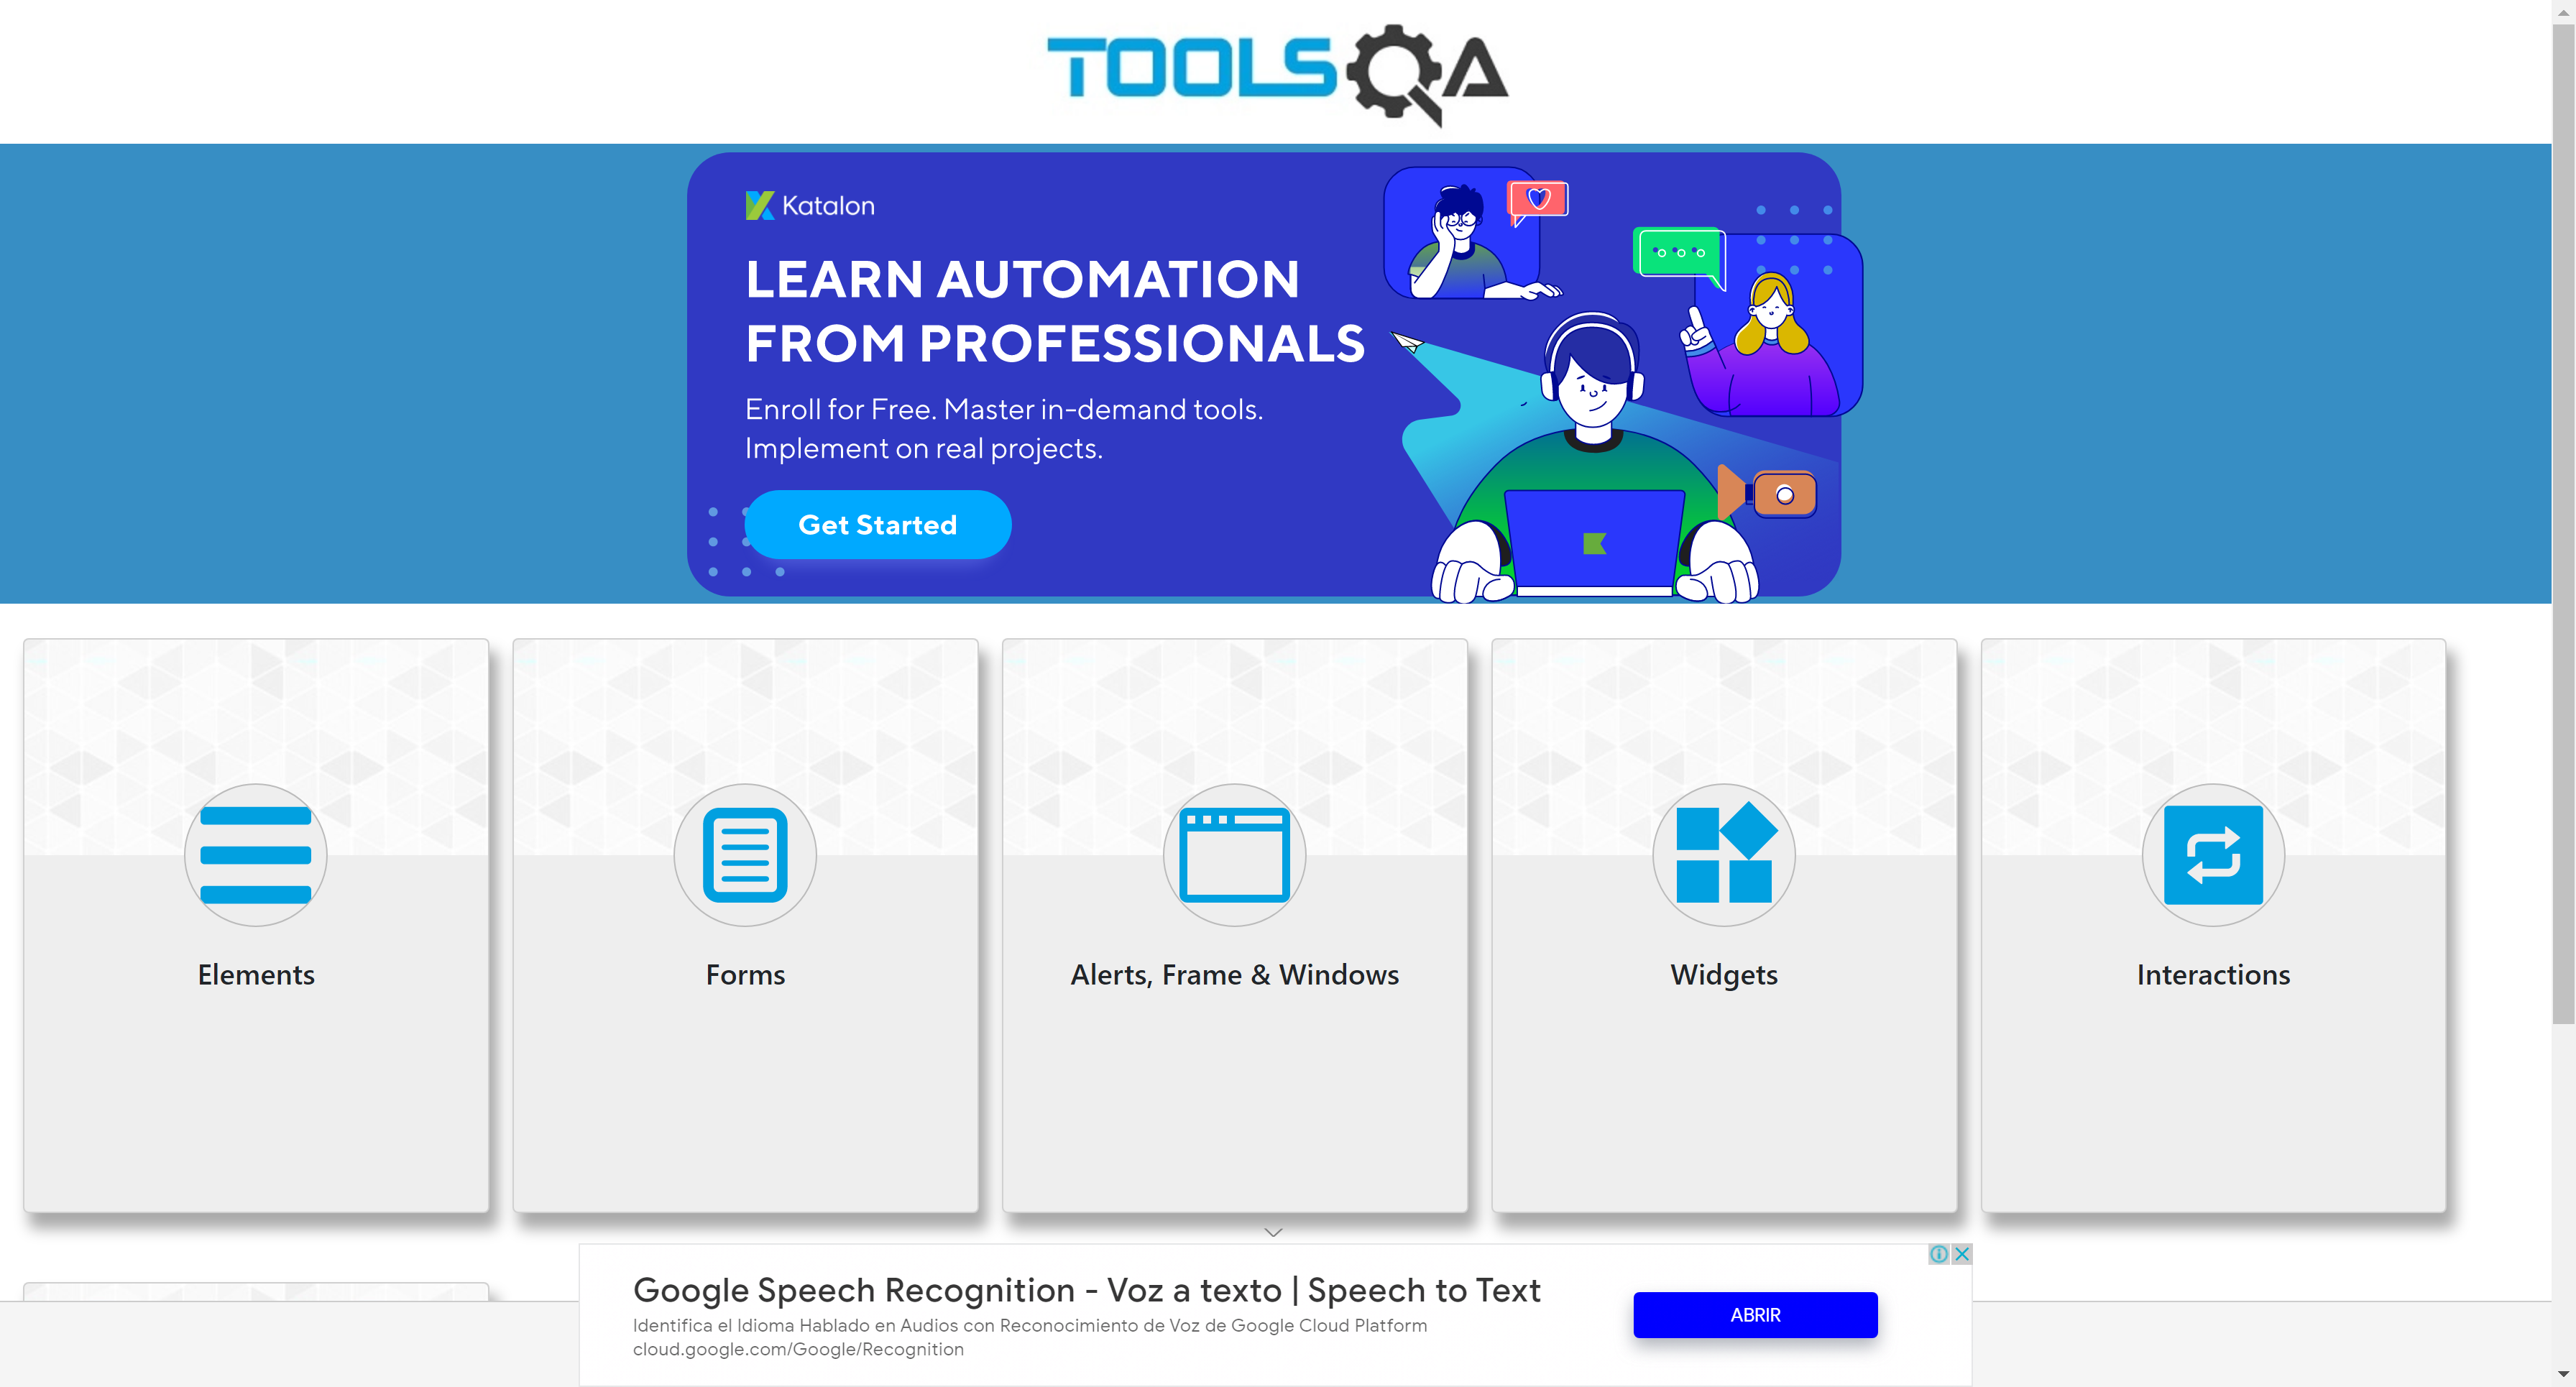 TOOLSQA
Katalon
LEARN AUTOMATION
FROM PROFESSIONALS
Enroll for Free. Master in-demand tools.
Implement on real projects.
Get Started
Elements
Forms
Alerts, Frame & Windows
Widgets
Interactions
Google Speech Recognition - Voz a texto | Speech to Text
Identifica el Idioma Hablado en Audios con Reconocimiento de Voz de Google Cloud Platform
cloud.google.com/Google/Recognition
ABRIR